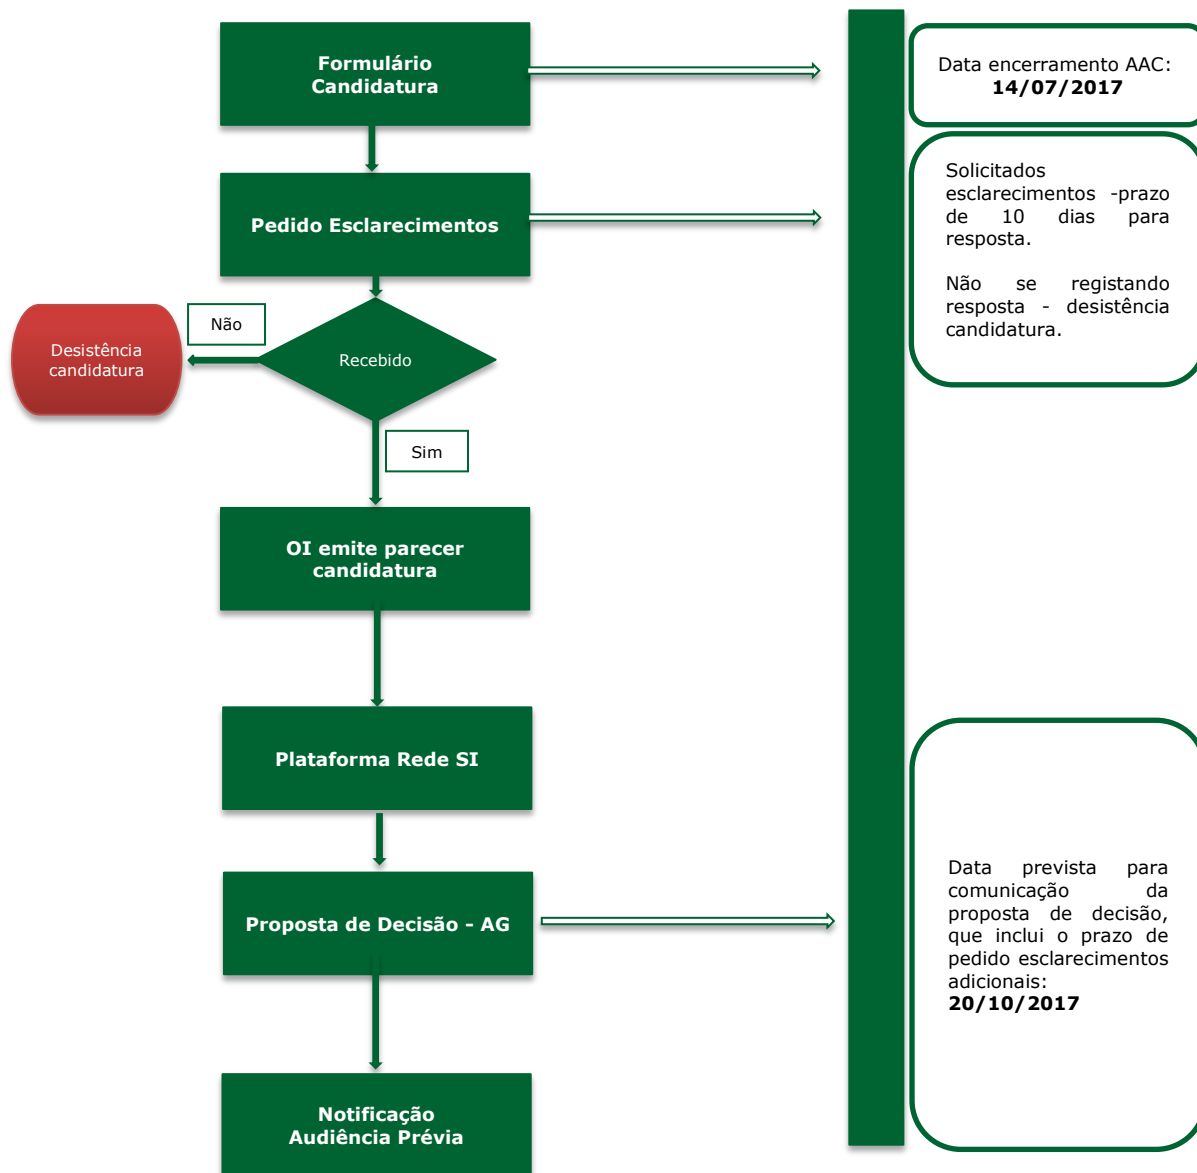 Formulário
Candidatura
Data encerramento AAC:
14/07/2017
Pedido Esclarecimentos
Solicitados
esclarecimentos -prazo
de 10 dias para
resposta.
Não se registando
resposta - desistência
candidatura.
Não
Desistência
candidatura
Recebido
Sim
OI emite parecer
candidatura
Plataforma Rede SI
Proposta de Decisão - AG
Data prevista para
comunicação da
proposta de decisão,
que inclui o prazo de
pedido esclarecimentos
adicionais:
20/10/2017
Notificação
Audiência Prévia